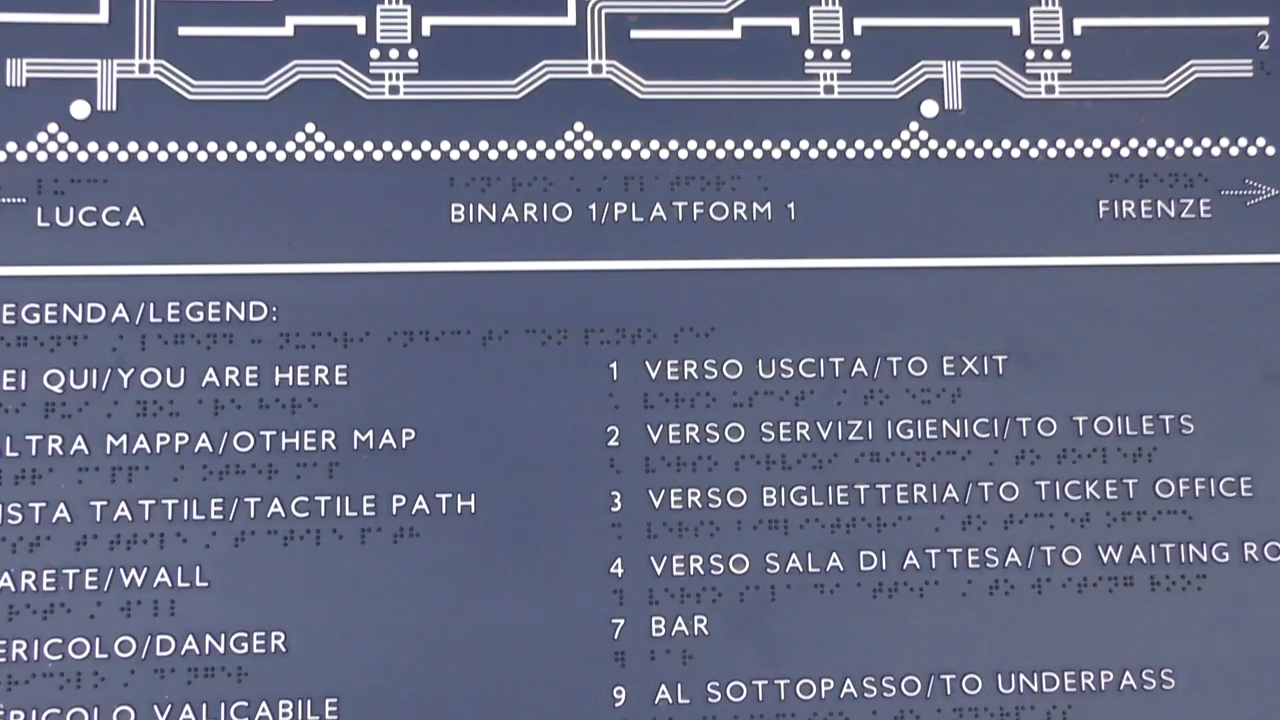 2
LUCCA BINARIO 1/PLATFORM 1 FIRENZE
EGENDA/LEGEND:
EI QUI/YOU ARE HERE
LTRA MAPPA/OTHER MAP
ISTA TATTILE/TACTILE PATH
ARETE/WALL
ERICOLO/DANGER
ERICOLO VALICABILE
1 VERSO USCITA/TO EXIT
2 VERSO SERVIZI IGIENICI/TO TOILETS
3 VERSO BIGLIETTERIA/TO TICKET OFFICE
4 VERSO SALA DI ATTESA/TO WAITING RO
7 BAR
9 AL SOTTOPASSO/TO UNDERPASS